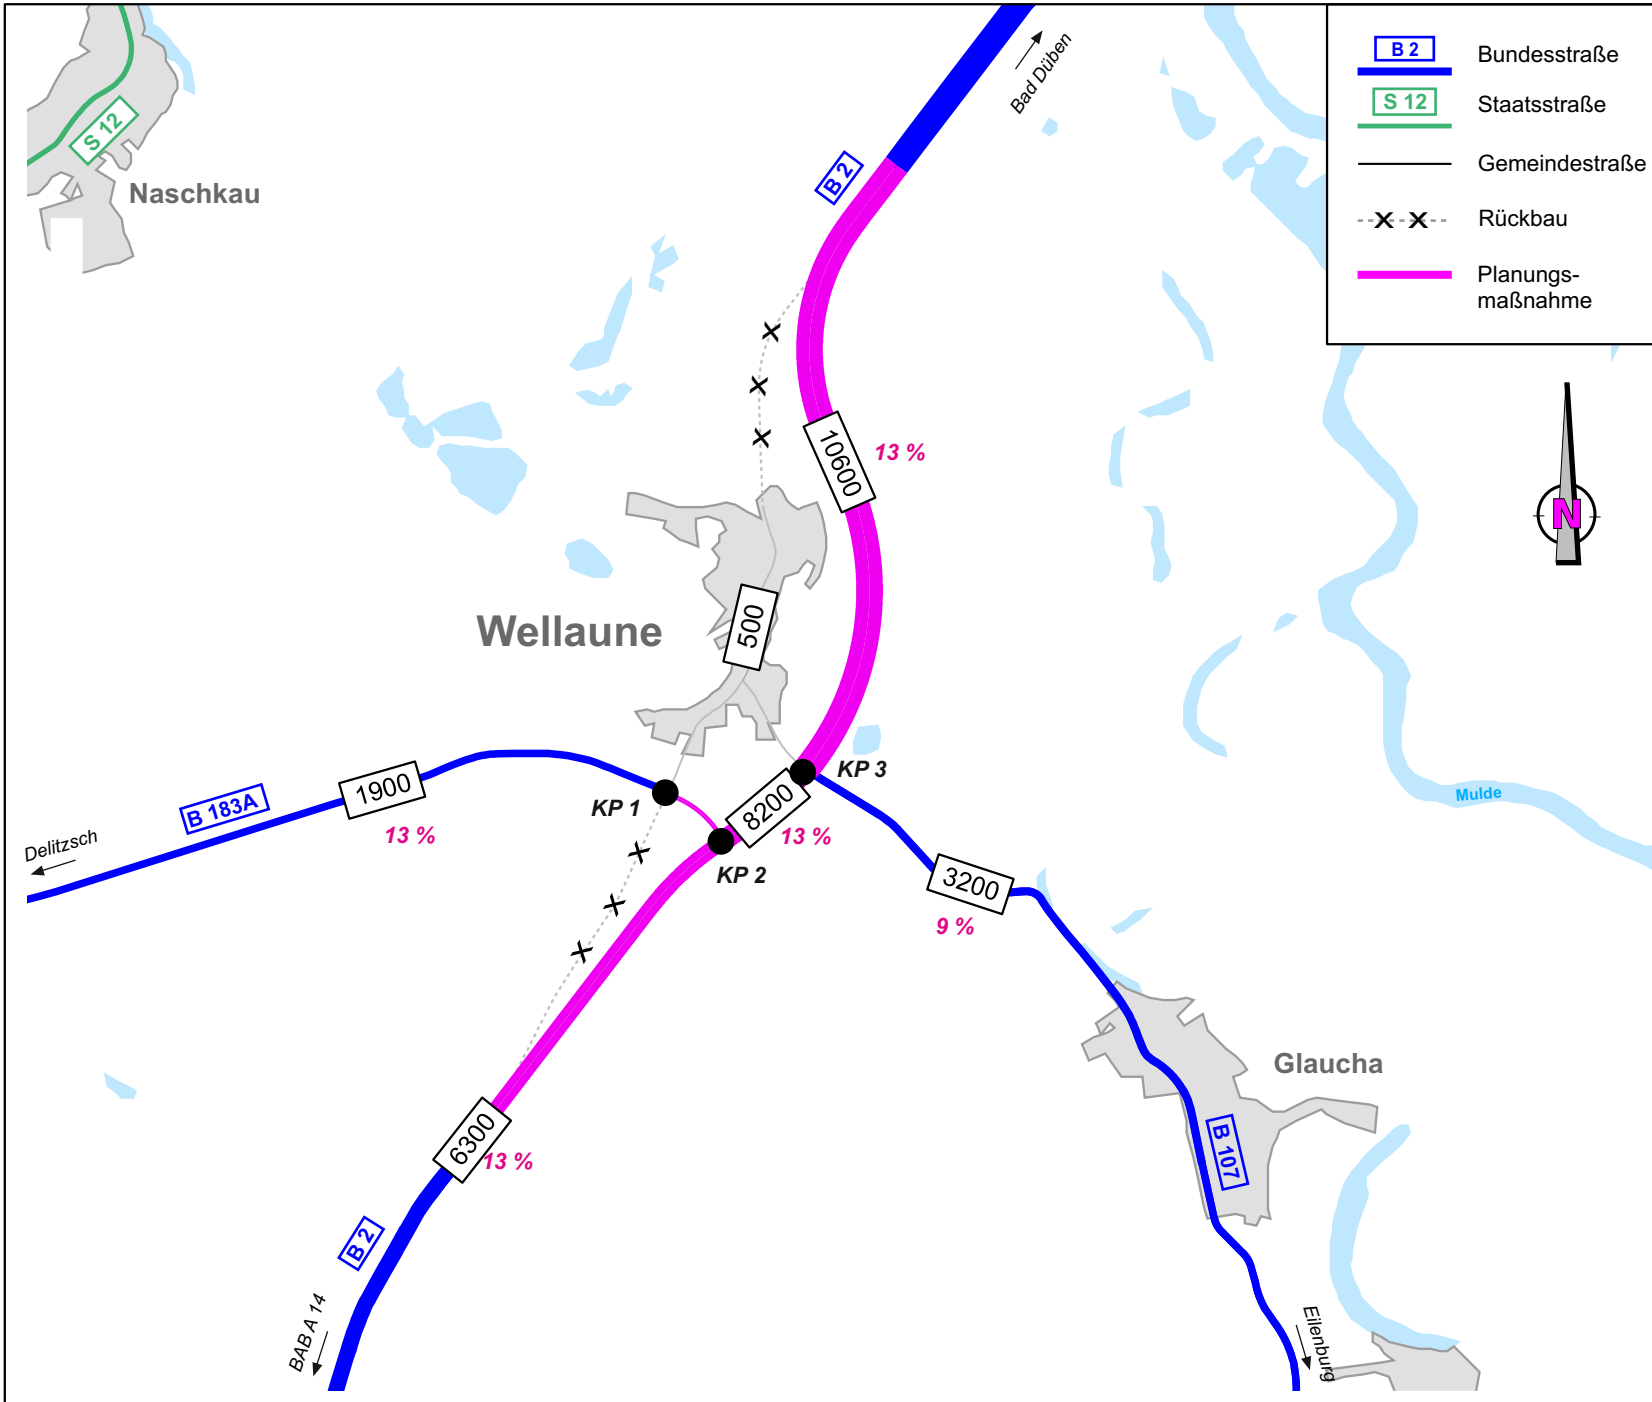 B 2
Bundesstraße
S 12
Staatsstraße
Gemeindestraße
X X
Rückbau
Planungs-
maßnahme
Bad Düben
S 12
Naschkau
B 2
X
X
X
10600
13 %
N
500
Wellaune
KP 3
1900
B 183A
13 %
KP 1
8200
13 %
Mulde
Delitzsch
X
KP 2
3200
9 %
X
X
Glaucha
6300
13 %
B 107
B 2
BAB A 14
Eilenburg